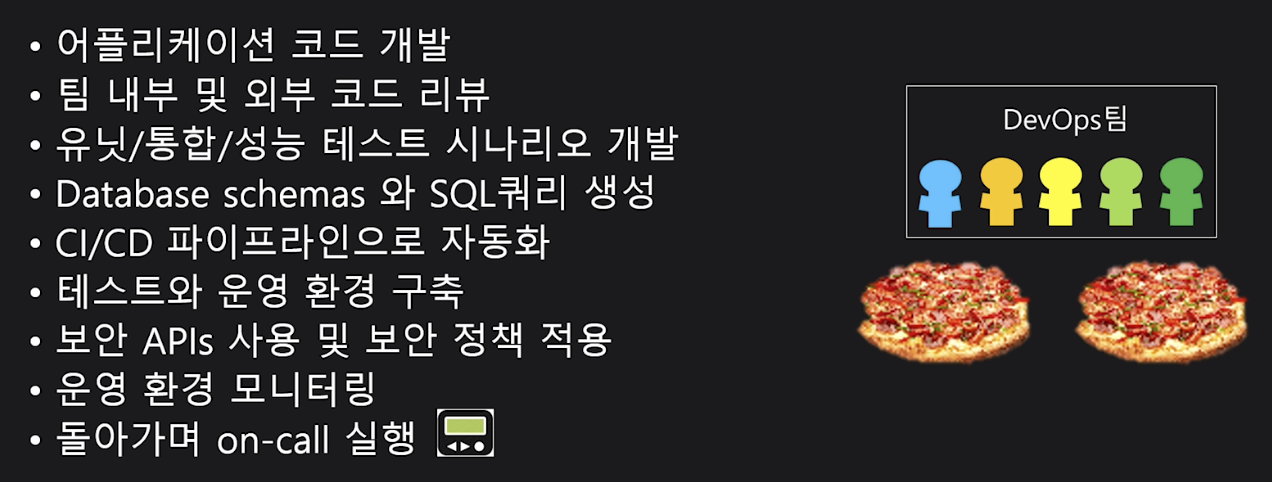 • 어플리케이션 코드 개발
• 팀 내부 및 외부 코드 리뷰
• 유닛/통합/성능 테스트 시나리오 개발
• Database schemas 와 SQL쿼리 생성
• CI/CD 파이프라인으로 자동화
• 테스트와 운영 환경 구축
• 보안 APIs 사용 및 보안 정책 적용
• 운영 환경 모니터링
• 돌아가며 on-call 실행
DevOps팀